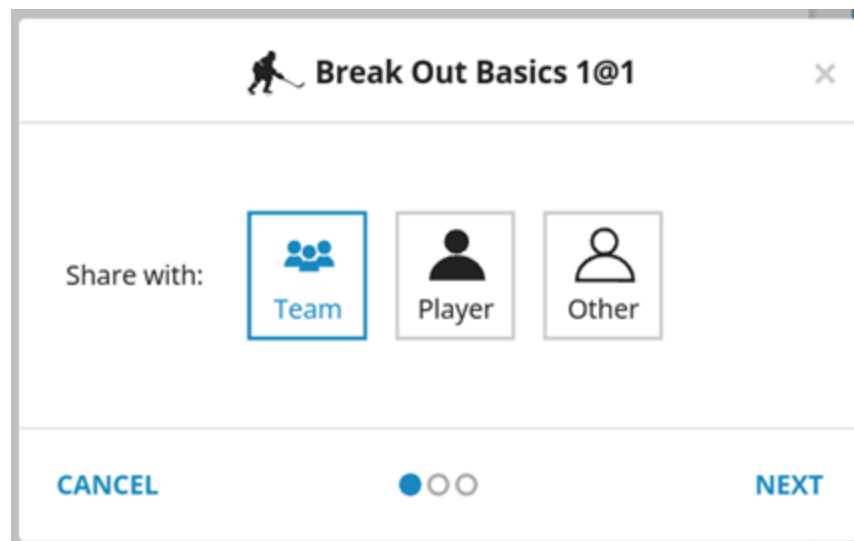 Break Out Basics 1@1
×
Share with:
Team
Player
Other
CANCEL
NEXT